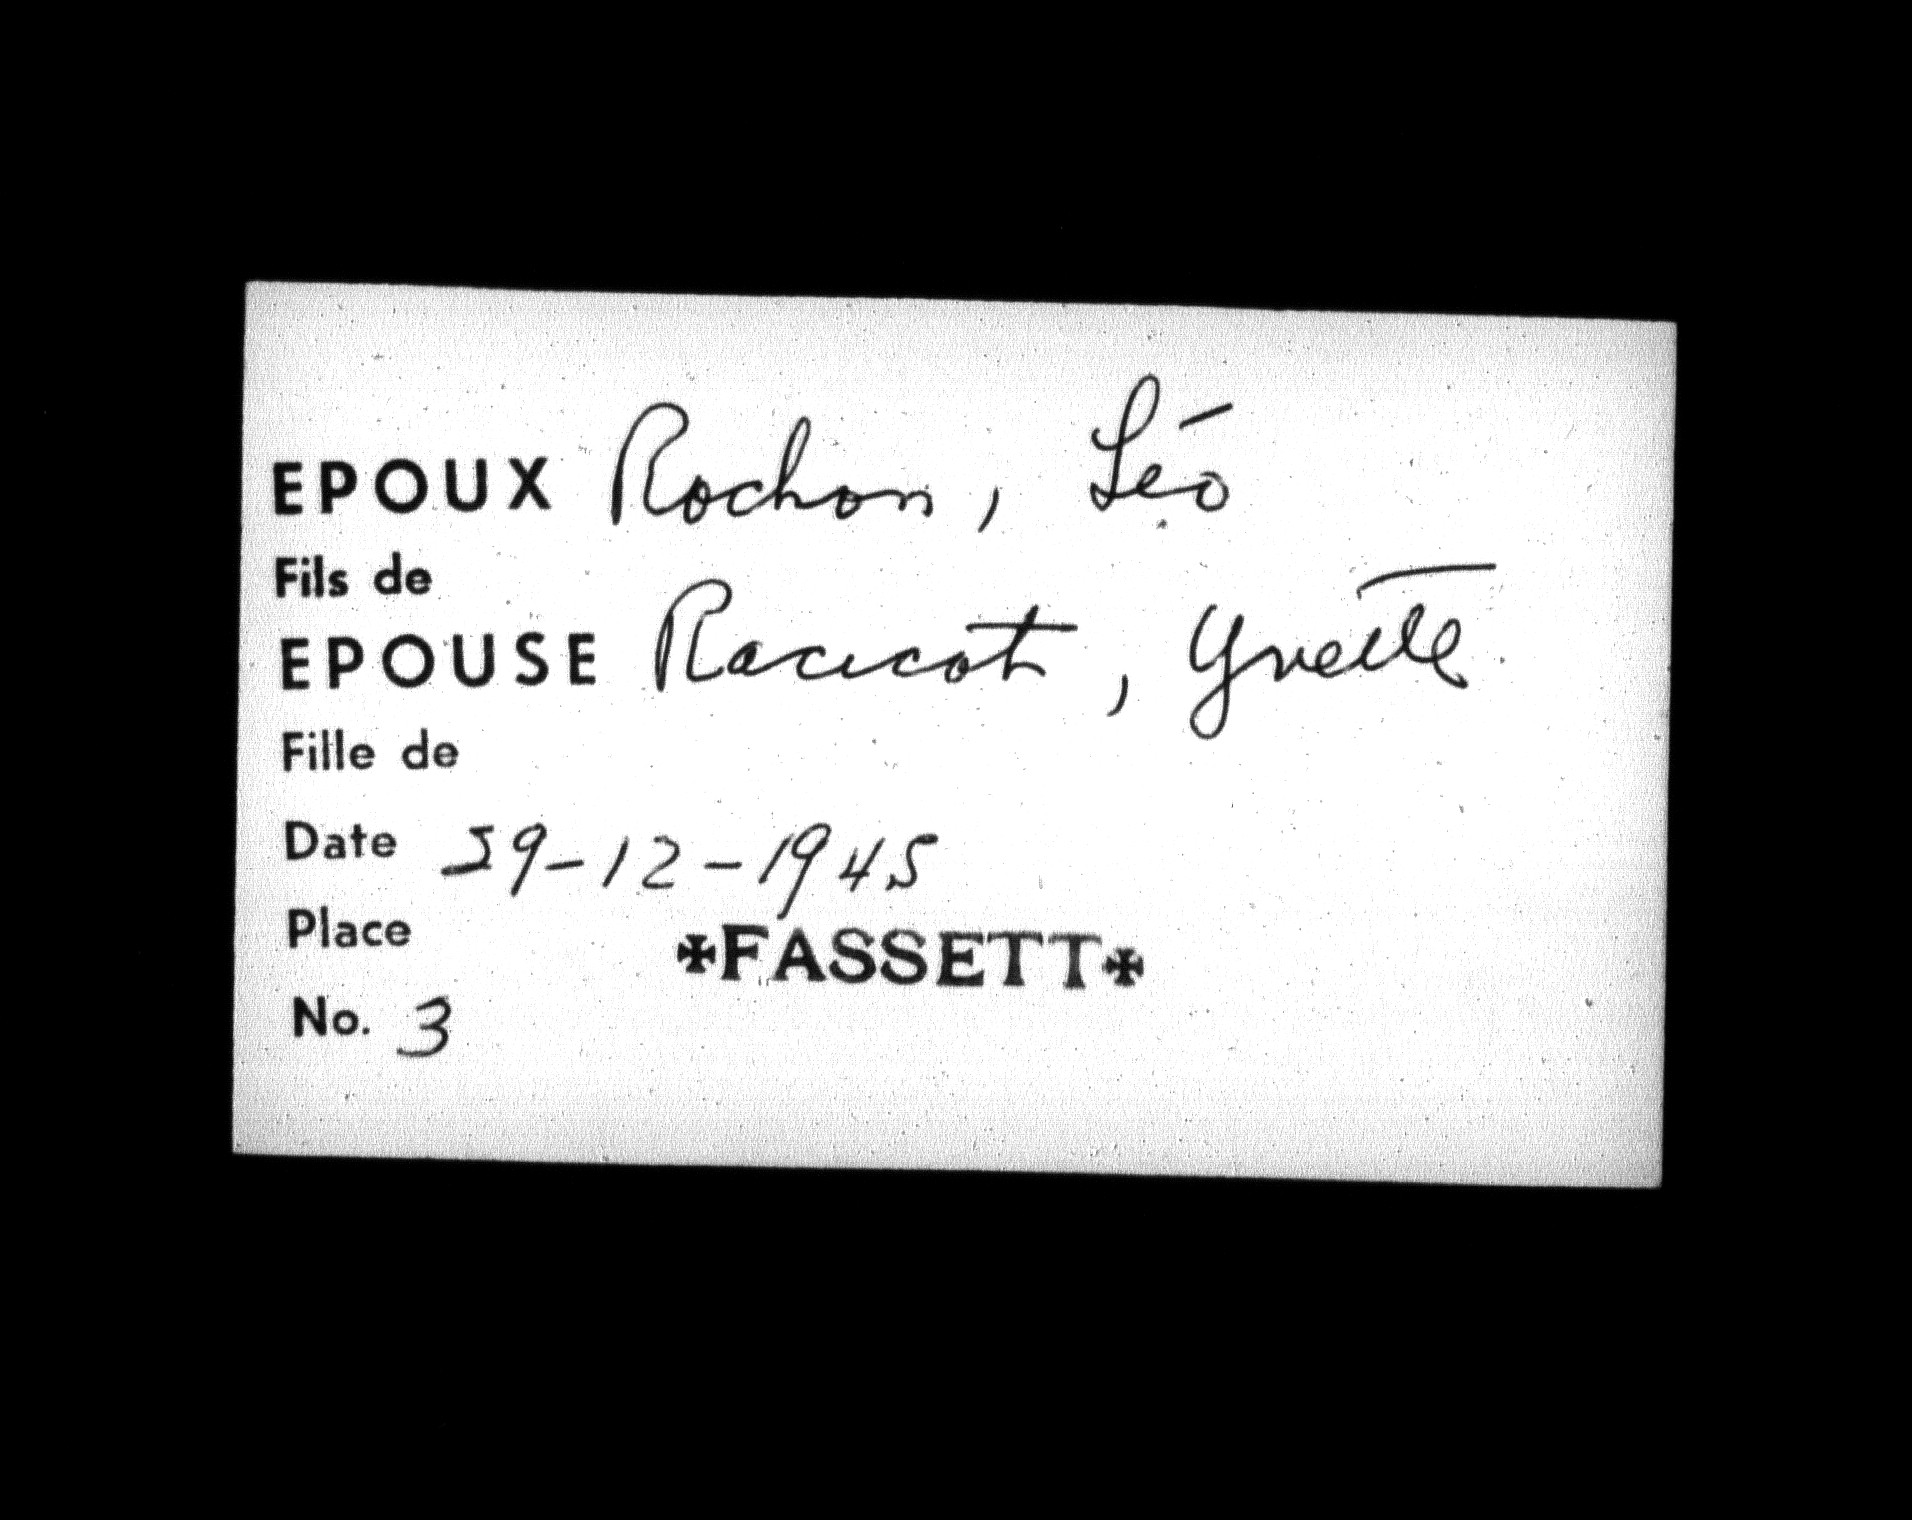 EPOUX Rochon, Léo
Fils de
EPOUSE Racicot, Yvette
Fille de
Date 29-12-1945
Place ✠FASSETT✠
No. 3